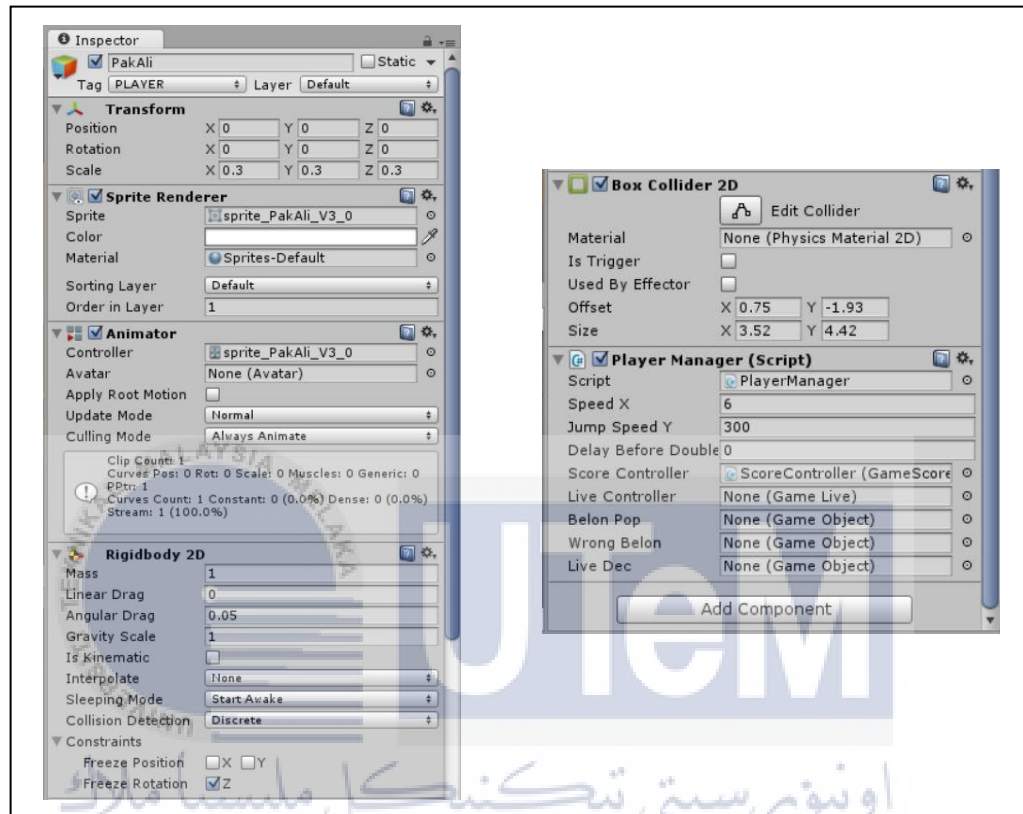 Inspector
PakAli Static
Tag PLAYER Layer Default
Transform
Position X 0 Y 0 Z 0
Rotation X 0 Y 0 Z 0
Scale X 0.3 Y 0.3 Z 0.3
Sprite Renderer
Sprite sprite_PakAli_V3_0
Color
Material Sprites-Default
Sorting Layer Default
Order in Layer 1
Animator
Controller sprite_PakAli_V3_0
Avatar None (Avatar)
Apply Root Motion
Update Mode Normal
Culling Mode Always Animate
Clip Count: 1
Curves Pos: 0 Rot: 0 Scale: 0 Muscles: 0 Generic: 0
PPtr: 1
Curves Count: 1 Constant: 0 (0.0%) Dense: 0 (0.0%)
Stream: 1 (100.0%)
Rigidbody 2D
Mass 1
Linear Drag 0
Angular Drag 0.05
Gravity Scale 1
Is Kinematic
Interpolate None
Sleeping Mode Start Awake
Collision Detection Discrete
Constraints
Freeze Position X Y
Freeze Rotation Z
Box Collider 2D
Edit Collider
Material None (Physics Material 2D)
Is Trigger
Used By Effector
Offset X 0.75 Y -1.93
Size X 3.52 Y 4.42
Player Manager (Script)
Script PlayerManager
Speed X 6
Jump Speed Y 300
Delay Before Double 0
Score Controller ScoreController (GameScore
Live Controller None (Game Live)
Belon Pop None (Game Object)
Wrong Belon None (Game Object)
Live Dec None (Game Object)
Add Component
UTeM
اونيۏرسيتي تيكنيكل مليسيا ملاك